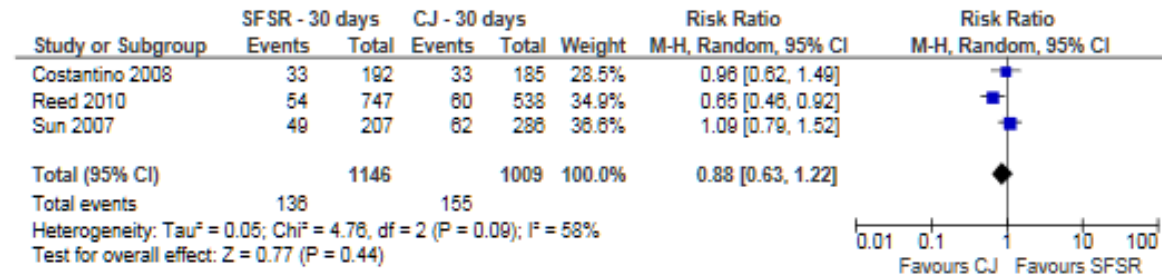 SFSR - 30 days CJ - 30 days Risk Ratio Risk Ratio
Study or Subgroup Events Total Events Total Weight M-H, Random, 95% CI M-H, Random, 95% CI
Costantino 2008 33 192 33 185 28.5% 0.96 [0.62, 1.49]
Reed 2010 54 747 60 538 34.9% 0.65 [0.46, 0.92]
Sun 2007 49 207 62 286 36.6% 1.09 [0.79, 1.52]
Total (95% CI) 1146 1009 100.0% 0.88 [0.63, 1.22]
Total events 136 155
Heterogeneity: Tau² = 0.05; Chi² = 4.76, df = 2 (P = 0.09); I² = 58%
Test for overall effect: Z = 0.77 (P = 0.44)
0.01 0.1 1 10 100
Favours CJ Favours SFSR